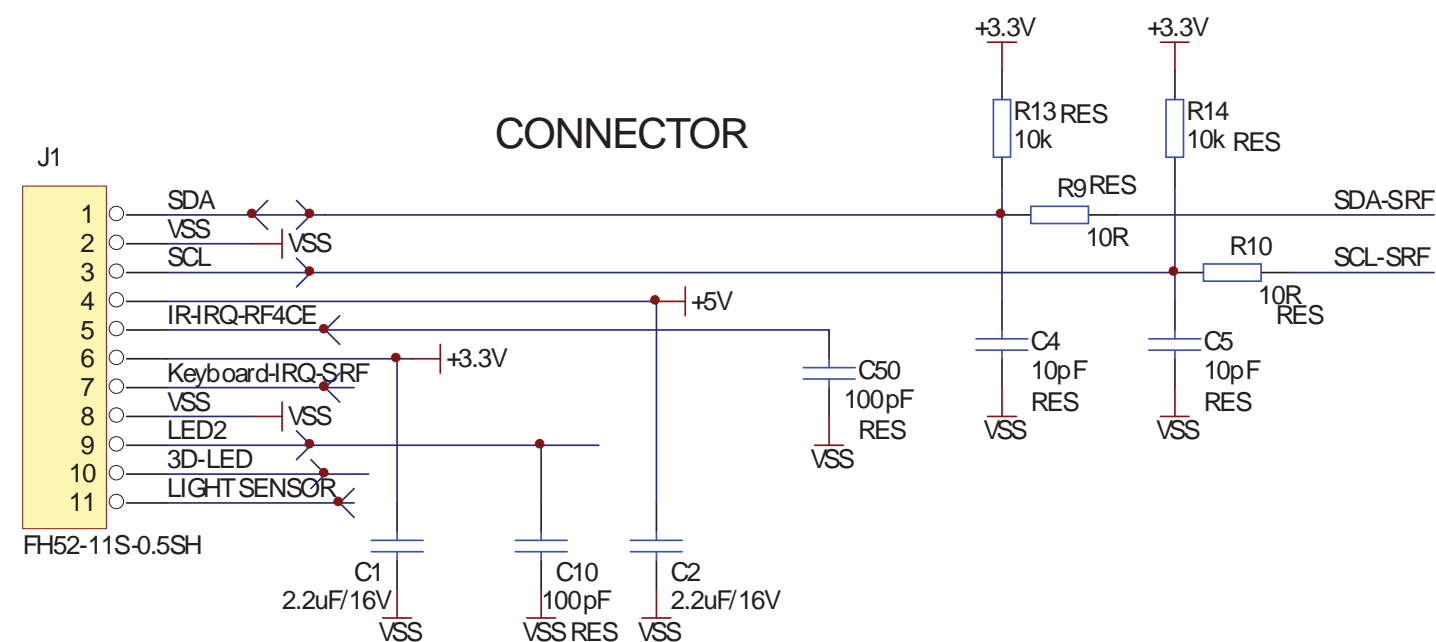 +3.3V
+3.3V
R13 RES
10k
R14
10k RES
CONNECTOR
J1
1
SDA
R9 RES
10R
SDA-SRF
2
VSS
VSS
3
SCL
R10
10R
RES
SCL-SRF
4
+5V
5
IR-IRQ-RF4CE
6
+3.3V
7
Keyboard-IRQ-SRF
8
VSS
VSS
9
LED2
10
3D-LED
11
LIGHT SENSOR
C4
10pF
RES
VSS
C5
10pF
RES
VSS
C50
100pF
RES
VSS
FH52-11S-0.5SH
C1
2.2uF/16V
VSS
C10
100pF
VSS RES
C2
2.2uF/16V
VSS